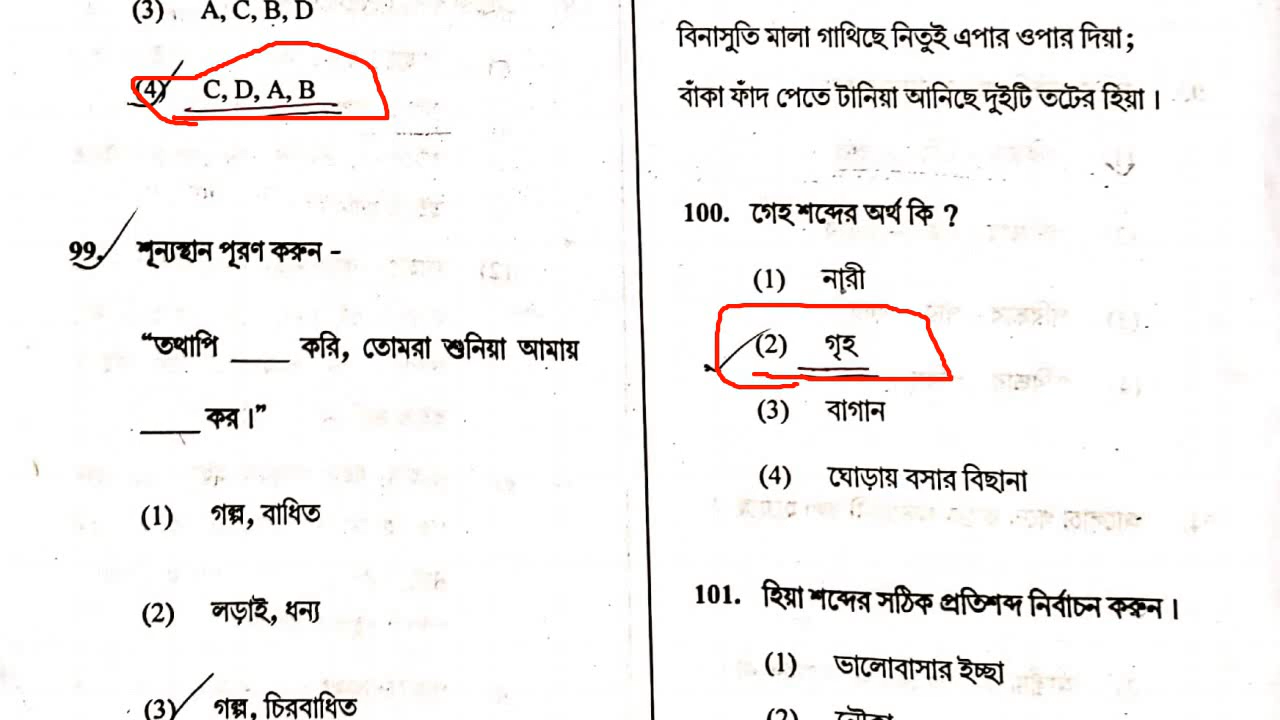 (3) A, C, B, D
(4) C, D, A, B
99. শূন্যস্থান পূরণ করুন -
“তথাপি ____ করি, তোমরা শুনিয়া আমায়
____ কর।”
(1) গল্প, বাধিত
(2) লড়াই, ধন্য
(3) গল্প, চিরবাধিত
বিনাসুতি মালা গাথিছে নিতুই এপার ওপার দিয়া;
বাঁকা ফাঁদ পেতে টানিয়া আনিছে দুইটি তটের হিয়া।
100. গেহ শব্দের অর্থ কি ?
(1) নারী
(2) গৃহ
(3) বাগান
(4) ঘোড়ায় বসার বিছানা
101. হিয়া শব্দের সঠিক প্রতিশব্দ নির্বাচন করুন।
(1) ভালোবাসার ইচ্ছা
(2) নৌকা